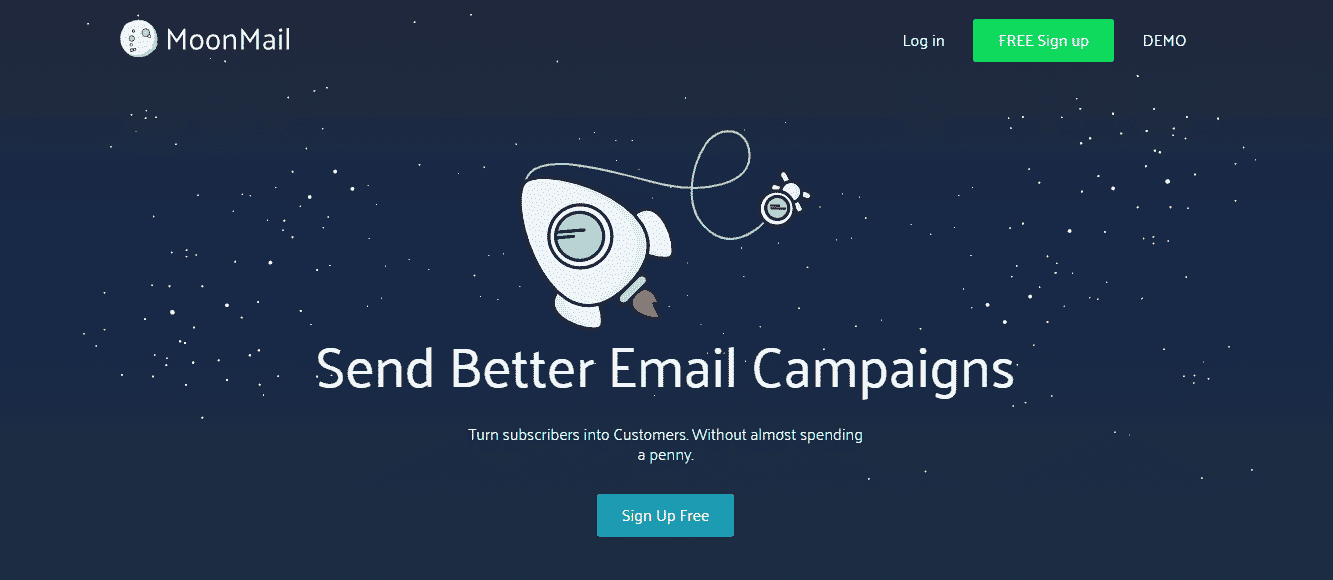 MoonMail
Log in
FREE Sign up
DEMO
Send Better Email Campaigns
Turn subscribers into Customers. Without almost spending
a penny.
Sign Up Free